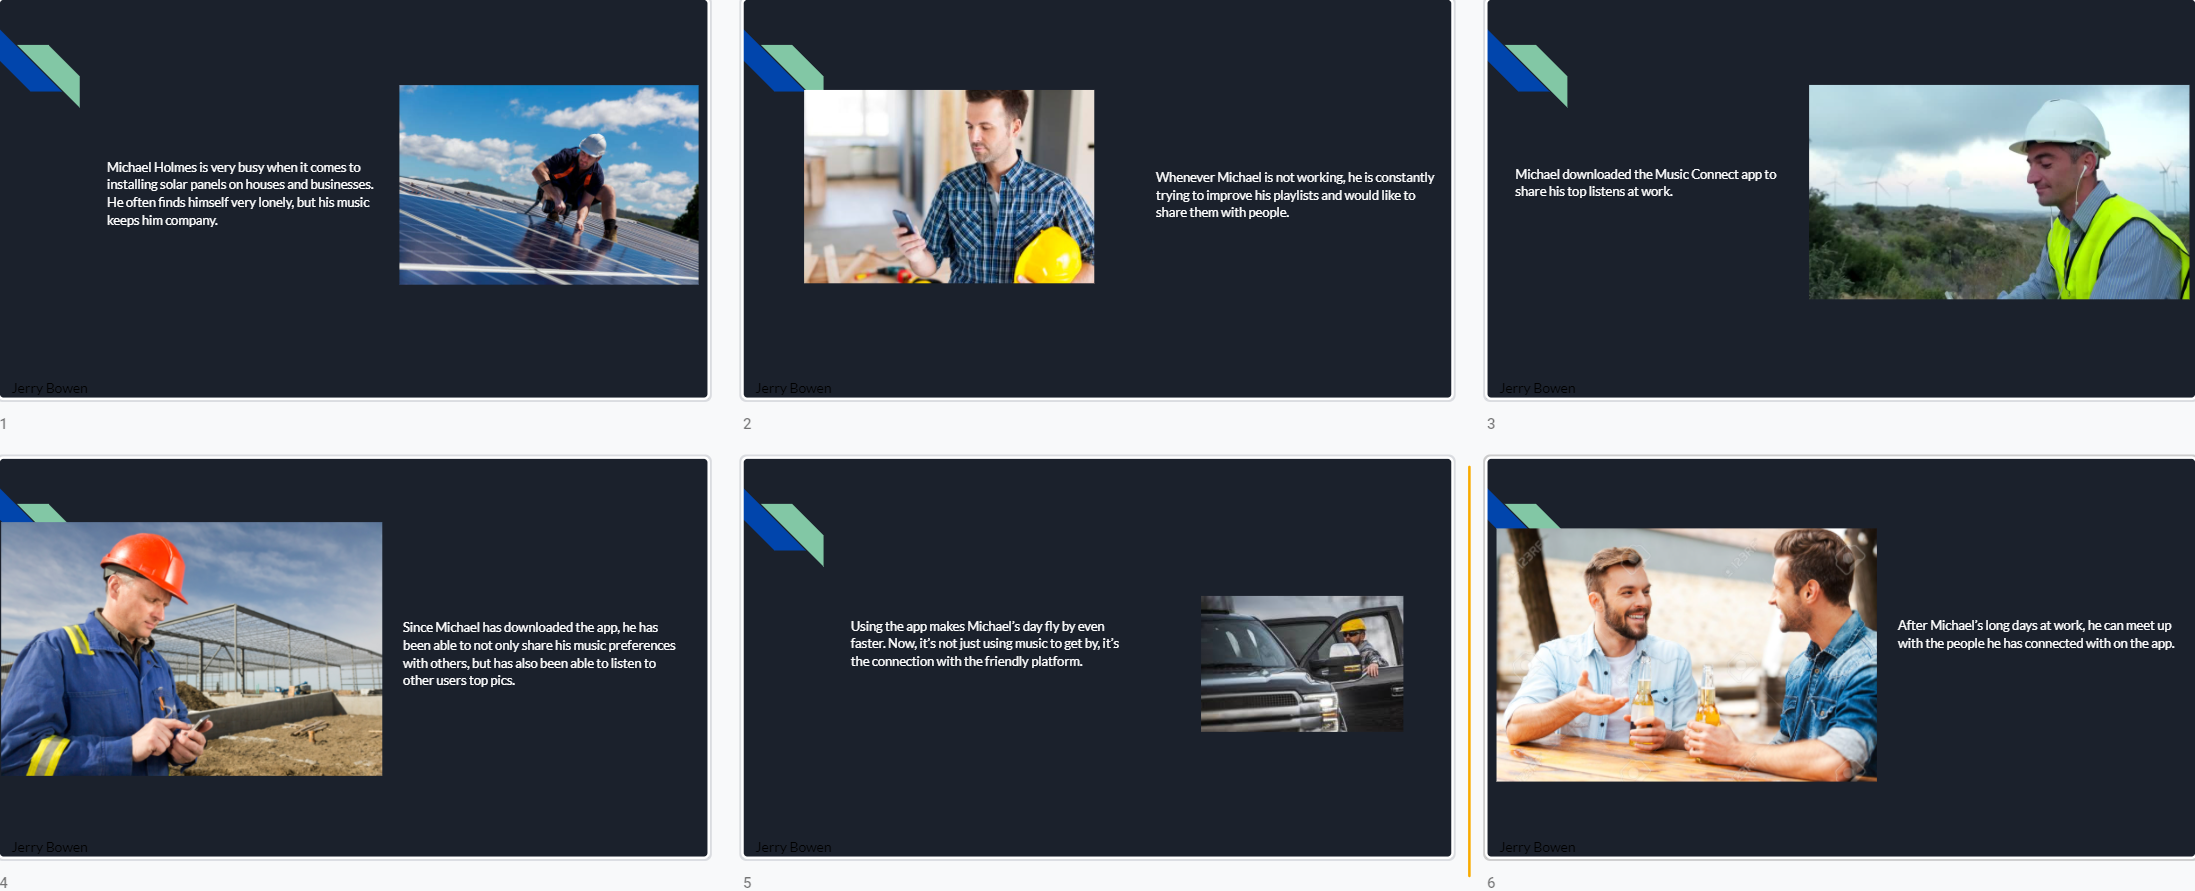 Michael Holmes is very busy when it comes to
installing solar panels on houses and businesses.
He often finds himself very lonely, but his music
keeps him company.
Jerry Bowen
1
Whenever Michael is not working, he is constantly
trying to improve his playlists and would like to
share them with people.
Jerry Bowen
2
Michael downloaded the Music Connect app to
share his top listens at work.
Jerry Bowen
3
Since Michael has downloaded the app, he has
been able to not only share his music preferences
with others, but has also been able to listen to
other users top pics.
Jerry Bowen
4
Using the app makes Michael's day fly by even
faster. Now, it's not just using music to get by, it's
the connection with the friendly platform.
Jerry Bowen
5
123RF
After Michael's long days at work, he can meet up
with the people he has connected with on the app.
Jerry Bowen
6